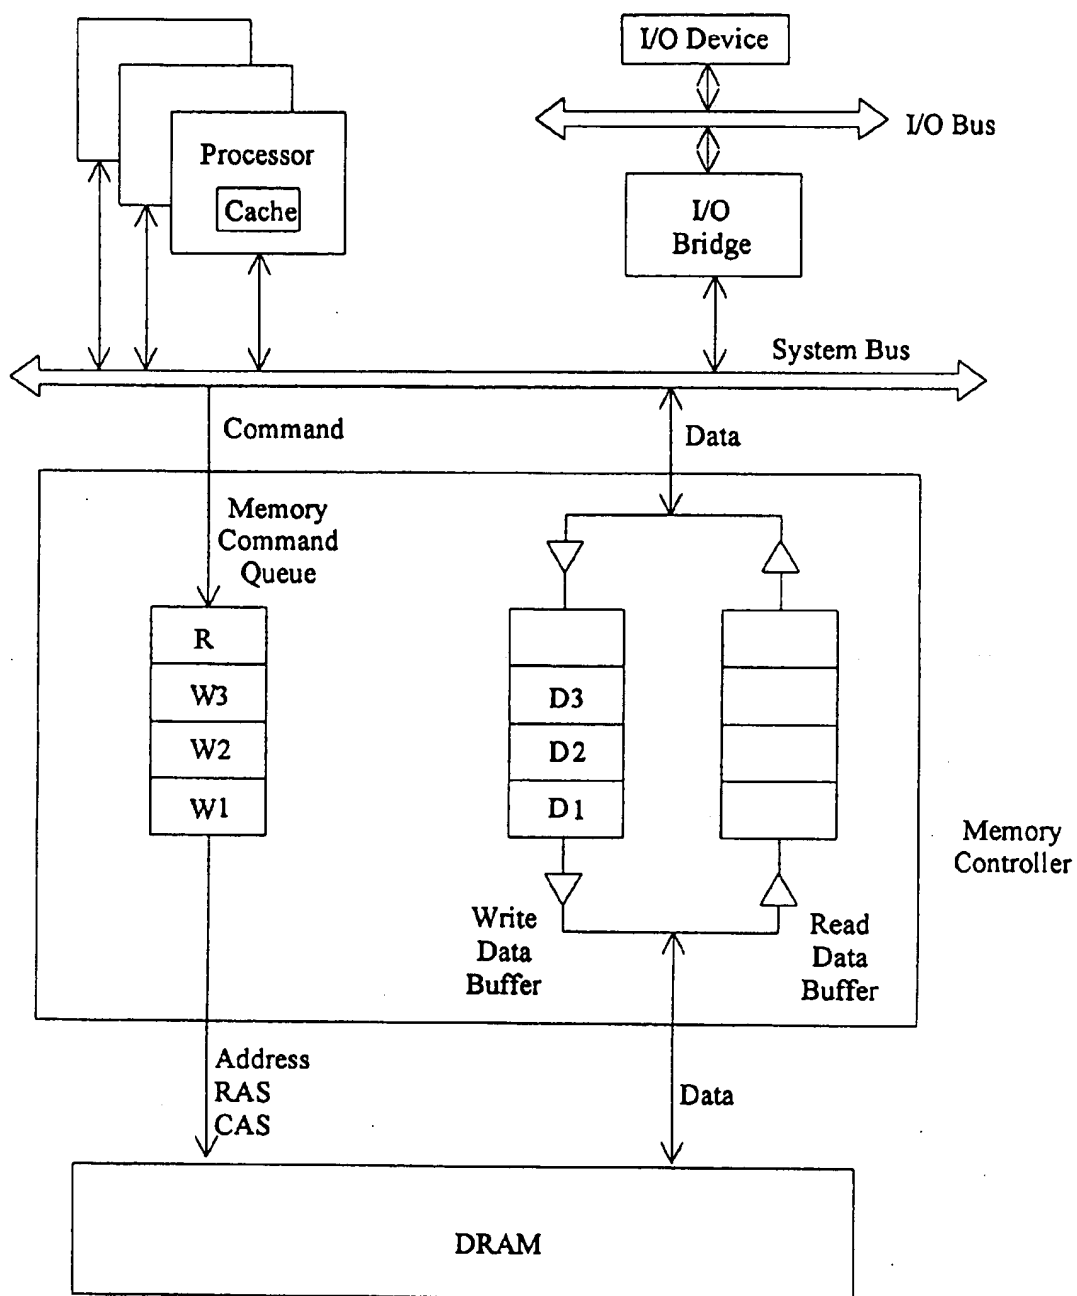 I/O Device
I/O Bus
Processor
Cache
I/O
Bridge
System Bus
Command
Data
Memory
Command
Queue
R
W3
W2
W1
D3
D2
D1
Memory
Controller
Write
Data
Buffer
Read
Data
Buffer
Address
RAS
CAS
Data
DRAM